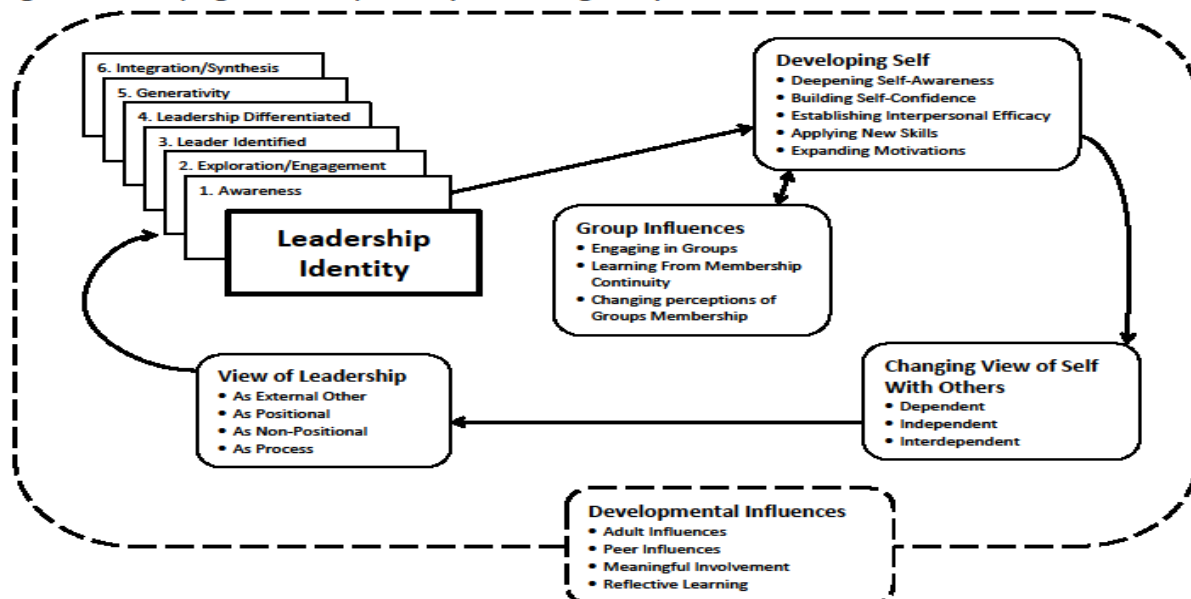 6. Integration/Synthesis
5. Generativity
4. Leadership Differentiated
3. Leader Identified
2. Exploration/Engagement
1. Awareness
Leadership
Identity
Developing Self
• Deepening Self-Awareness
• Building Self-Confidence
• Establishing Interpersonal Efficacy
• Applying New Skills
• Expanding Motivations
Group Influences
• Engaging in Groups
• Learning From Membership
Continuity
• Changing perceptions of
Groups Membership
Changing View of Self
With Others
• Dependent
• Independent
• Interdependent
View of Leadership
• As External Other
• As Positional
• As Non-Positional
• As Process
Developmental Influences
• Adult Influences
• Peer Influences
• Meaningful Involvement
• Reflective Learning